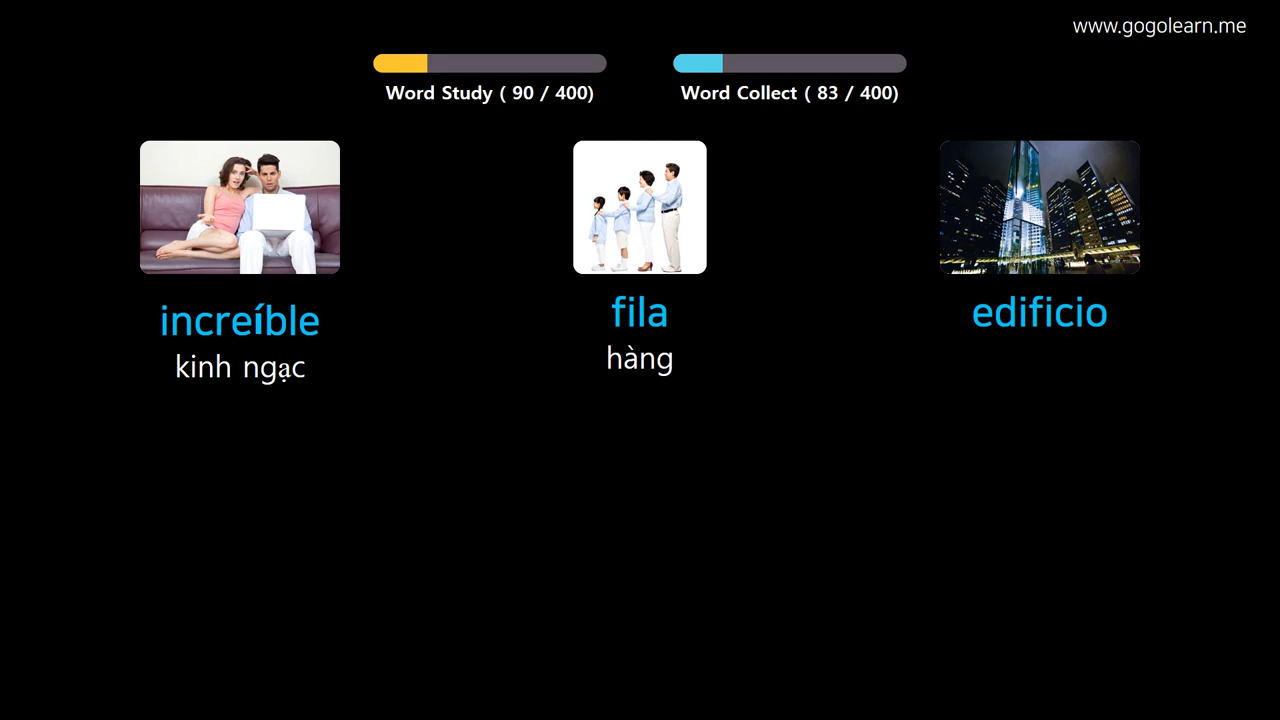 www.gogolearn.me
Word Study ( 90 / 400)
Word Collect ( 83 / 400)
increíble
kinh ngạc
fila
hàng
edificio